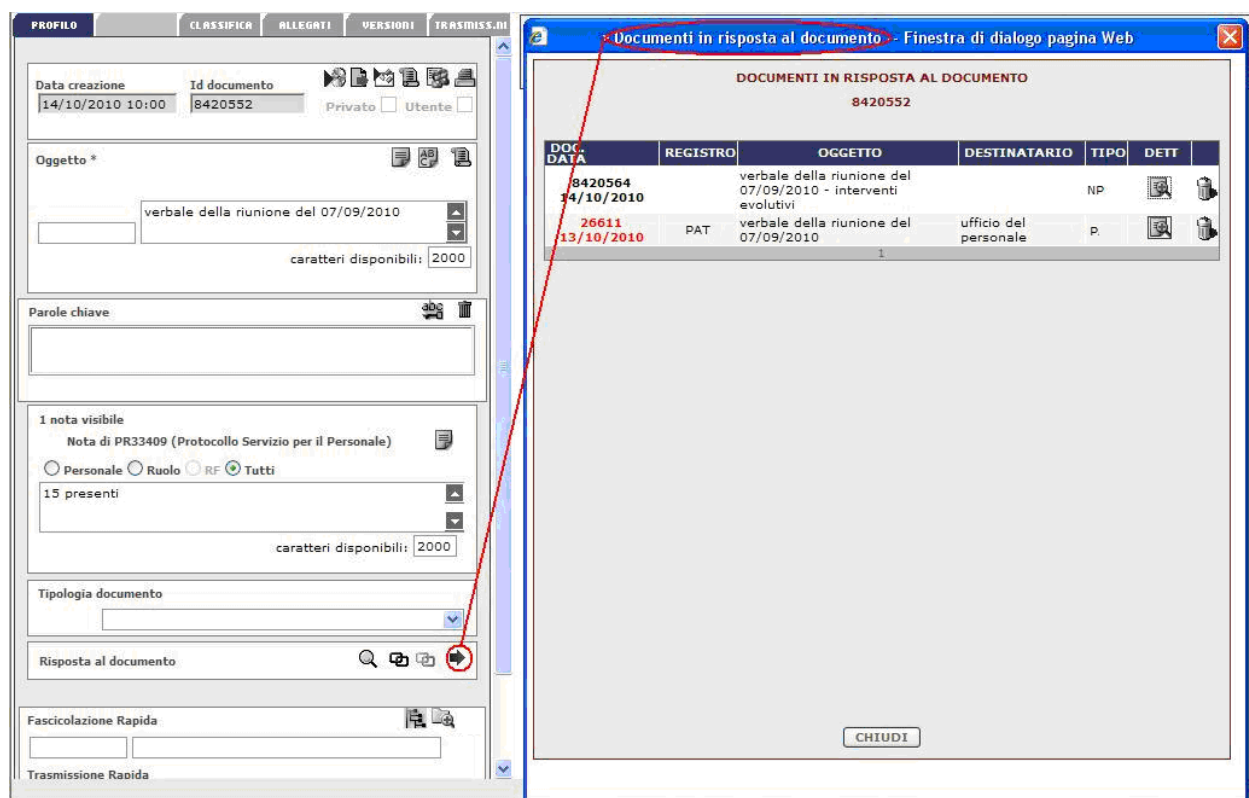 PROFILO CLASSIFICA ALLEGATI VERSIONI TRASMISS.NI
Data creazione Id documento
14/10/2010 10:00 8420552 Privato Utente
Oggetto *
verbale della riunione del 07/09/2010
caratteri disponibili: 2000
Parole chiave
1 nota visibile
Nota di PR33409 (Protocollo Servizio per il Personale)
Personale Ruolo RF Tutti
15 presenti
caratteri disponibili: 2000
Tipologia documento
Risposta al documento
Fascicolazione Rapida
Trasmissione Rapida
Documenti in risposta al documento - Finestra di dialogo pagina Web
DOCUMENTI IN RISPOSTA AL DOCUMENTO
8420552
DOC. DATA REGISTRO OGGETTO DESTINATARIO TIPO DETT
8420564 14/10/2010 verbale della riunione del 07/09/2010 - interventi evolutivi NP
26611 13/10/2010 PAT verbale della riunione del 07/09/2010 ufficio del personale P.
1
CHIUDI